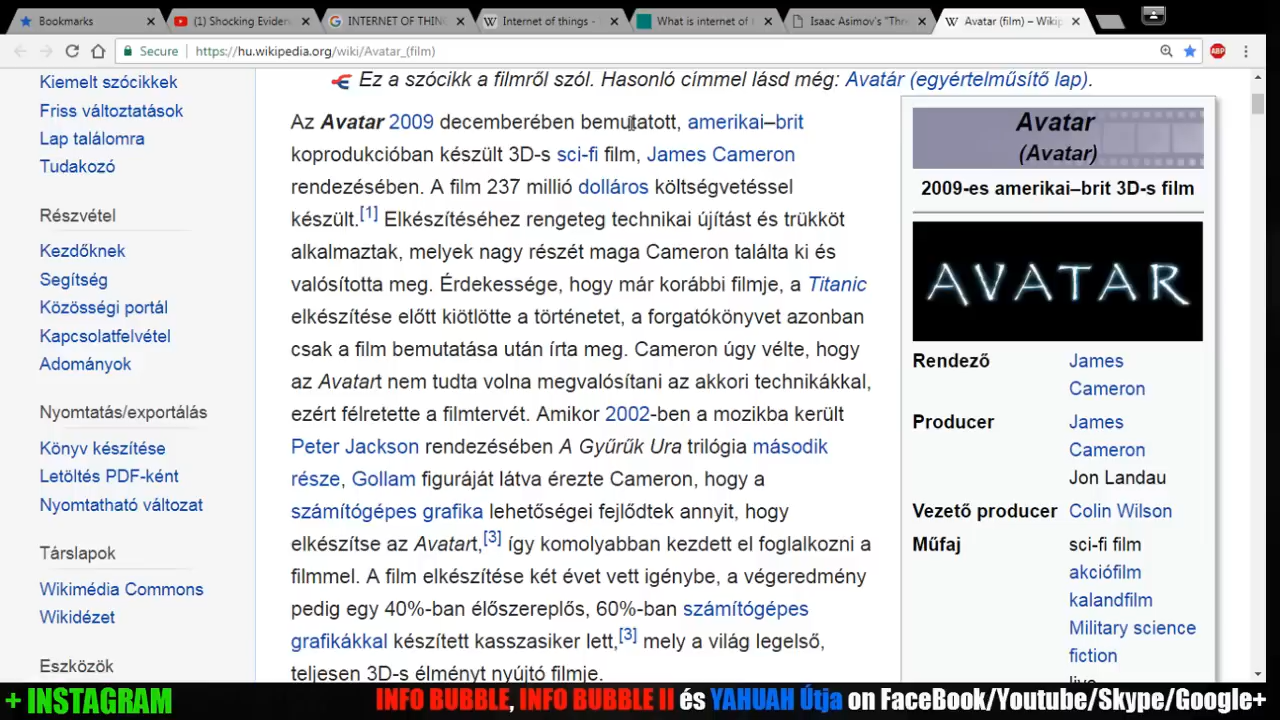 Bookmarks
(1) Shocking Eviden
INTERNET OF THIN
Internet of things -
What is internet of
Isaac Asimov's "Thre
Avatar (film) – Wikip
Secure
https://hu.wikipedia.org/wiki/Avatar_(film)
ABP
Kiemelt szócikkek
Friss változtatások
Lap találomra
Tudakozó
Részvétel
Kezdőknek
Segítség
Közösségi portál
Kapcsolatfelvétel
Adományok
Nyomtatás/exportálás
Könyv készítése
Letöltés PDF-ként
Nyomtatható változat
Társlapok
Wikimédia Commons
Wikidézet
Eszközök
Ez a szócikk a filmről szól. Hasonló címmel lásd még: Avatár (egyértelműsítő lap).
Az Avatar 2009 decemberében bemutatott, amerikai–brit
koprodukcióban készült 3D-s sci-fi film, James Cameron
rendezésében. A film 237 millió dolláros költségvetéssel
készült.[1] Elkészítéséhez rengeteg technikai újítást és trükköt
alkalmaztak, melyek nagy részét maga Cameron találta ki és
valósította meg. Érdekessége, hogy már korábbi filmje, a Titanic
elkészítése előtt kiötlötte a történetet, a forgatókönyvet azonban
csak a film bemutatása után írta meg. Cameron úgy vélte, hogy
az Avatart nem tudta volna megvalósítani az akkori technikákkal,
ezért félretette a filmtervét. Amikor 2002-ben a mozikba került
Peter Jackson rendezésében A Gyűrűk Ura trilógia második
része, Gollam figuráját látva érezte Cameron, hogy a
számítógépes grafika lehetőségei fejlődtek annyit, hogy
elkészítse az Avatart,[3] így komolyabban kezdett el foglalkozni a
filmmel. A film elkészítése két évet vett igénybe, a végeredmény
pedig egy 40%-ban élőszereplős, 60%-ban számítógépes
grafikákkal készített kasszasiker lett,[3] mely a világ legelső,
teljesen 3D-s élményt nyújtó filmje.
Avatar
(Avatar)
2009-es amerikai–brit 3D-s film
AVATAR
Rendező James
Cameron
Producer James
Cameron
Jon Landau
Vezető producer Colin Wilson
Műfaj sci-fi film
akciófilm
kalandfilm
Military science
fiction
+ INSTAGRAM
INFO BUBBLE, INFO BUBBLE II és YAHUAH Útja on FaceBook/Youtube/Skype/Google+